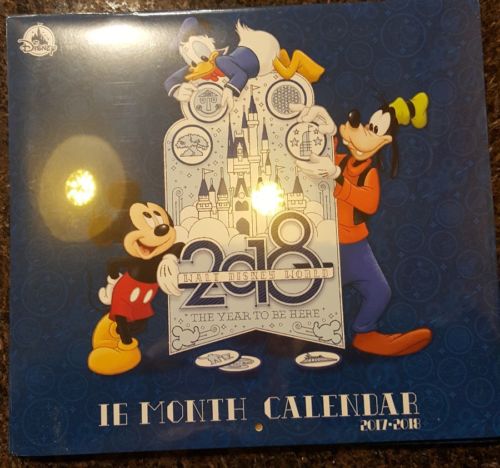 Disney
2018
WALT DISNEY WORLD
THE YEAR TO BE HERE
16 MONTH CALENDAR
2017-2018